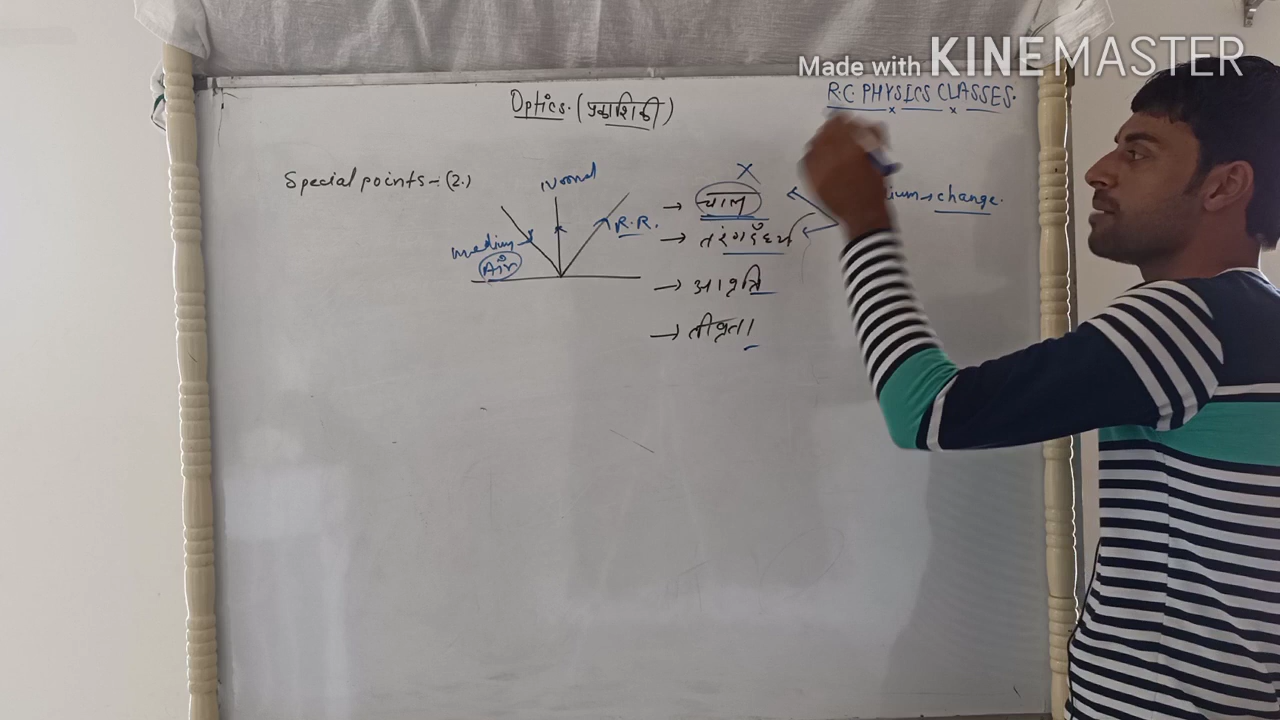 Made with KINEMASTER
R.C PHYSICS CLASSES.
Optics. (प्रकाशिकी)
Special points :- (2.)
Normal
R.R.
medium
Air
→ चाल
X
→ तरंगदैर्ध्य
→ आवृत्ति
→ तीव्रता
→ change.